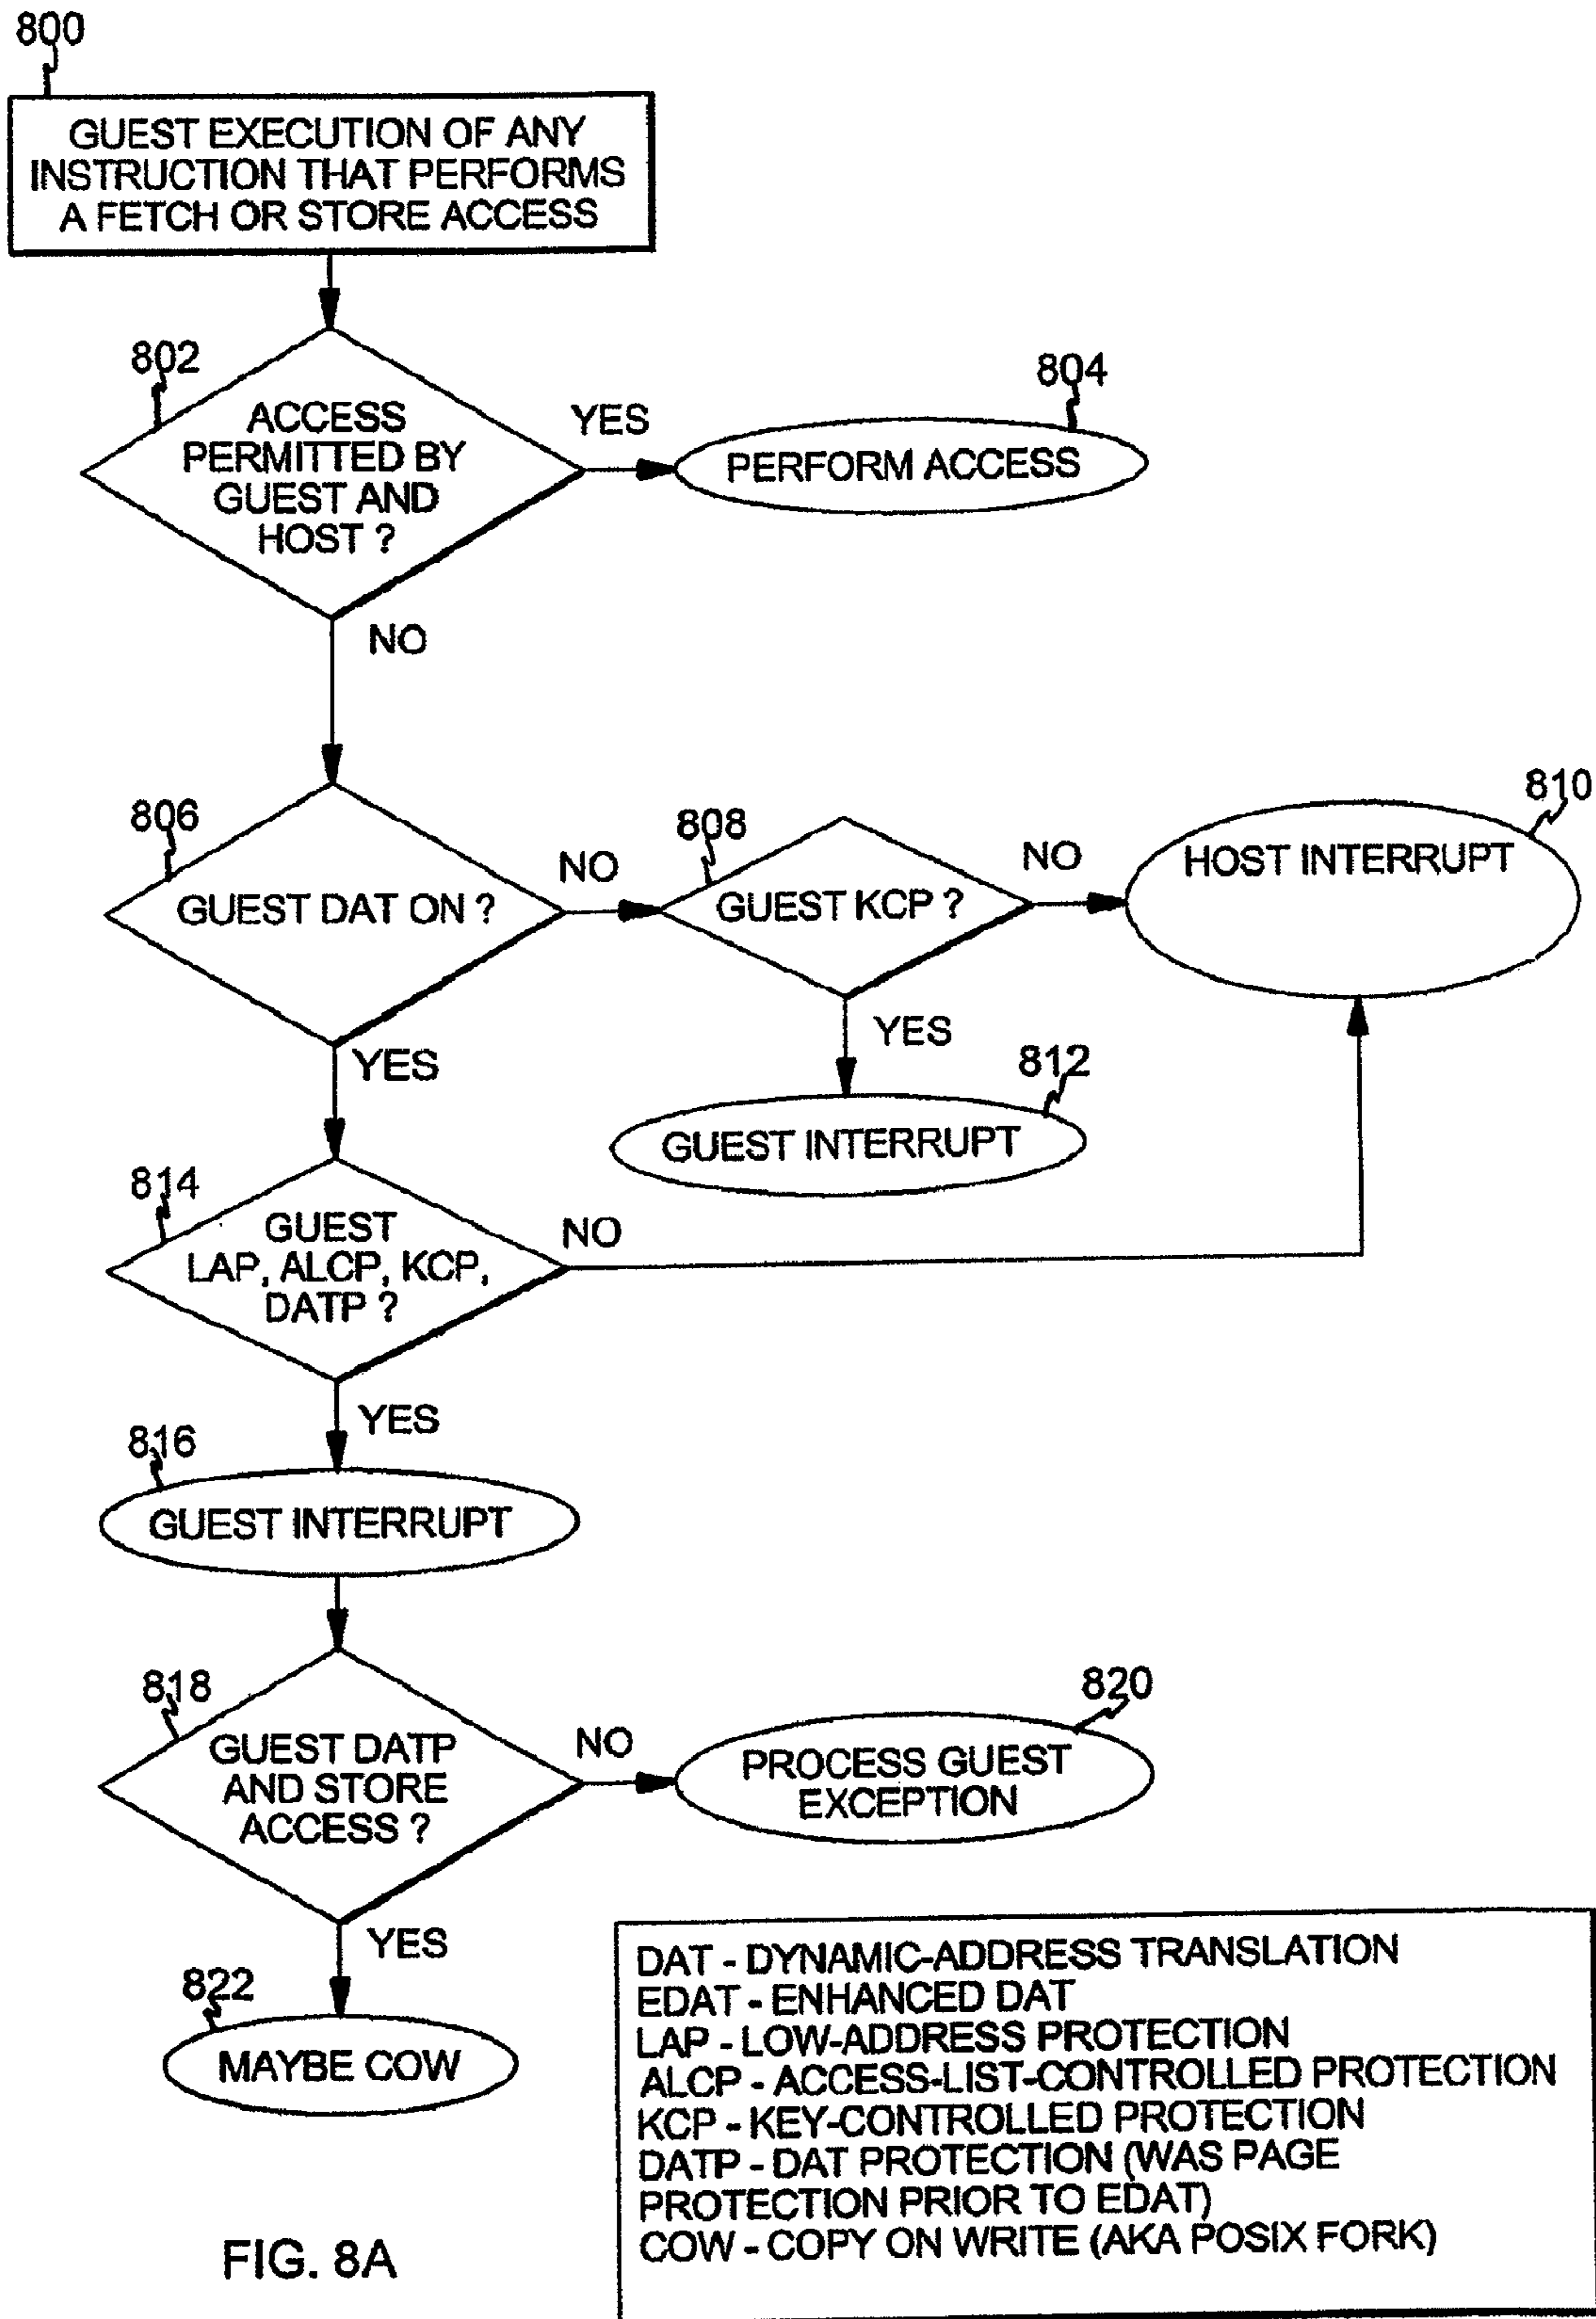 800
GUEST EXECUTION OF ANY
INSTRUCTION THAT PERFORMS
A FETCH OR STORE ACCESS
802
ACCESS
PERMITTED BY
GUEST AND
HOST ?
YES
804
PERFORM ACCESS
NO
806
GUEST DAT ON ?
NO
808
GUEST KCP ?
NO
810
HOST INTERRUPT
YES
YES
812
GUEST INTERRUPT
814
GUEST
LAP, ALCP, KCP,
DATP ?
NO
YES
816
GUEST INTERRUPT
818
GUEST DATP
AND STORE
ACCESS ?
NO
820
PROCESS GUEST
EXCEPTION
YES
822
MAYBE COW
DAT - DYNAMIC-ADDRESS TRANSLATION
EDAT - ENHANCED DAT
LAP - LOW-ADDRESS PROTECTION
ALCP - ACCESS-LIST-CONTROLLED PROTECTION
KCP - KEY-CONTROLLED PROTECTION
DATP - DAT PROTECTION (WAS PAGE
PROTECTION PRIOR TO EDAT)
COW - COPY ON WRITE (AKA POSIX FORK)
FIG. 8A